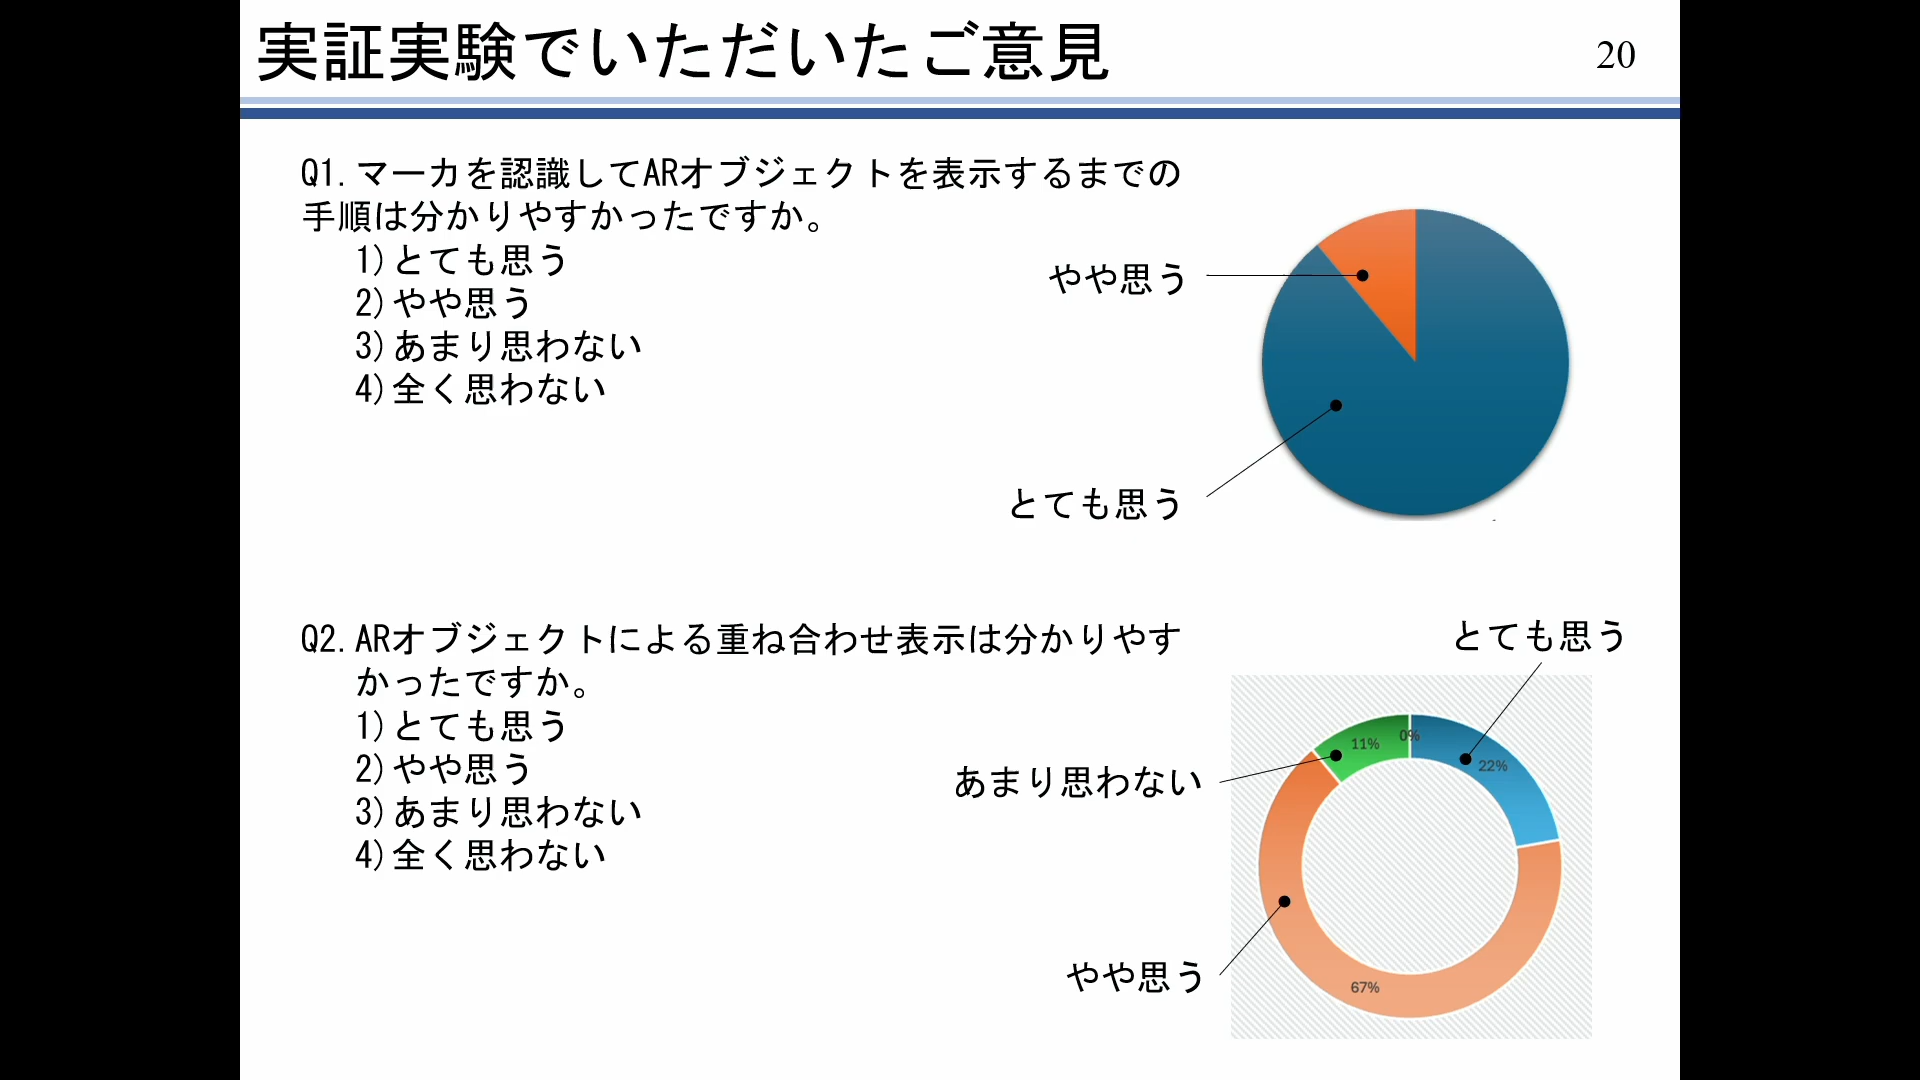 実証実験でいただいたご意見
20
Q1.マーカを認識してARオブジェクトを表示するまでの
手順は分かりやすかったですか。
1)とても思う
2)やや思う
3)あまり思わない
4)全く思わない
やや思う
とても思う
Q2.ARオブジェクトによる重ね合わせ表示は分かりやす
かったですか。
1)とても思う
2)やや思う
3)あまり思わない
4)全く思わない
とても思う
あまり思わない
やや思う
11%
0%
22%
67%